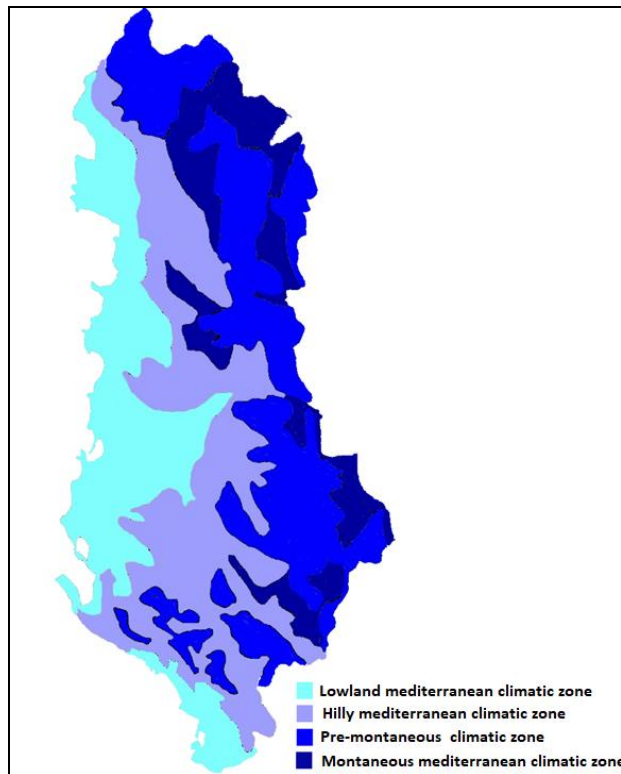 Lowland mediterranean climatic zone
Hilly mediterranean climatic zone
Pre-montaneous climatic zone
Montaneous mediterranean climatic zone